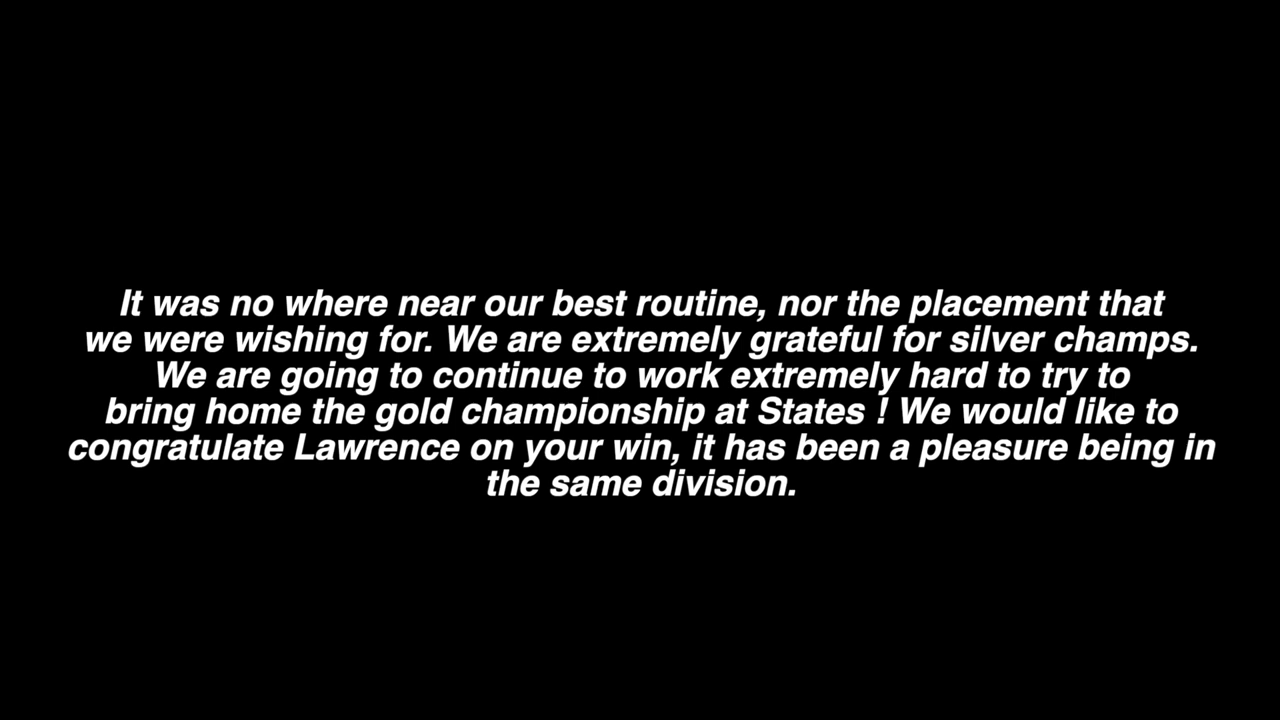 It was no where near our best routine, nor the placement that
we were wishing for. We are extremely grateful for silver champs.
We are going to continue to work extremely hard to try to
bring home the gold championship at States ! We would like to
congratulate Lawrence on your win, it has been a pleasure being in
the same division.